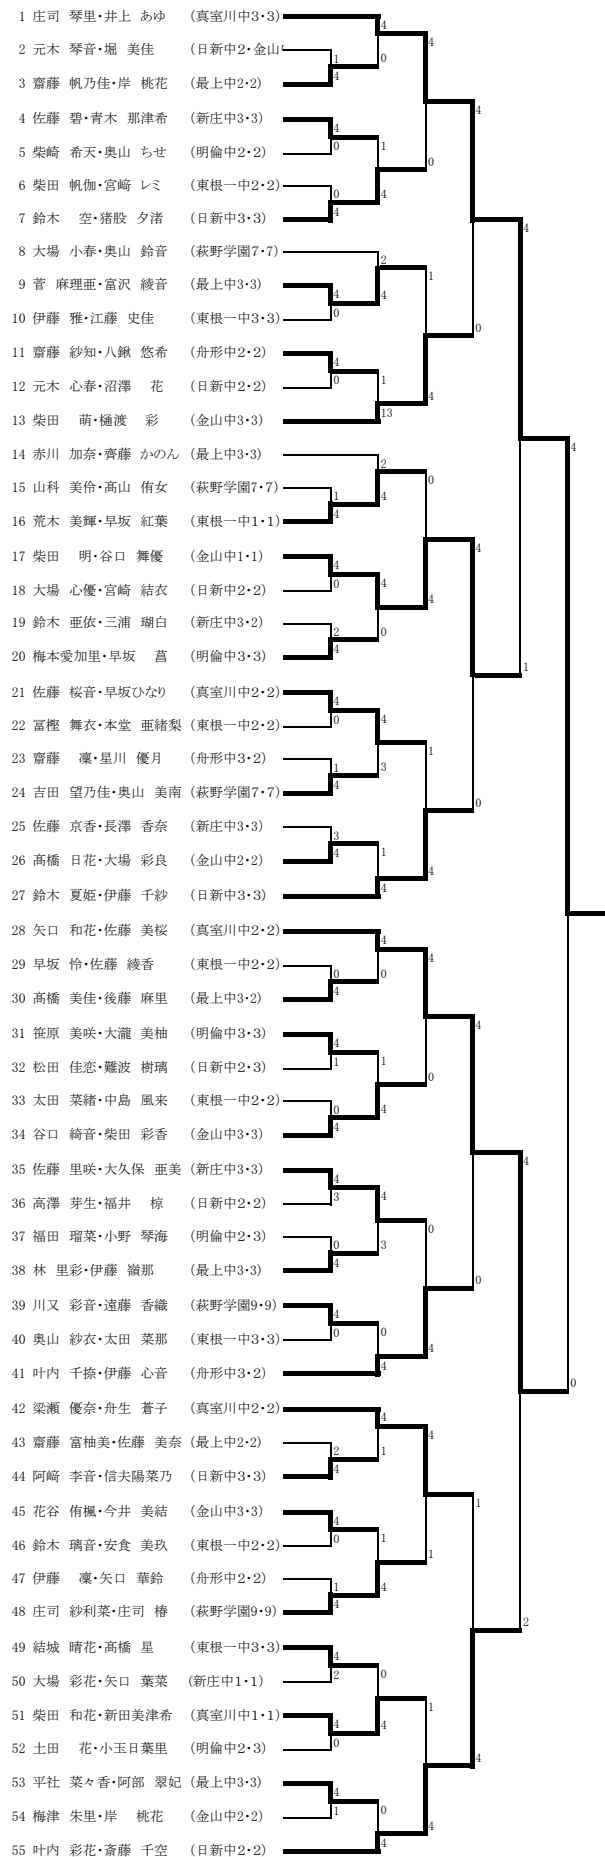 1 庄司 琴里・井上 あゆ (真室川中3・3)
2 元木 琴音・堀 美佳 (日新中2・金山
3 齋藤 帆乃佳・岸 桃花 (最上中2・2)
4 佐藤 碧・青木 那津希 (新庄中3・3)
5 柴崎 希天・奥山 ちせ (明倫中2・2)
6 柴田 帆伽・宮﨑 レミ (東根一中2・2)
7 鈴木 空・猪股 夕渚 (日新中3・3)
8 大場 小春・奥山 鈴音 (萩野学園7・7)
9 菅 麻理亜・富沢 綾音 (最上中3・3)
10 伊藤 雅・江藤 史佳 (東根一中3・3)
11 齋藤 紗知・八鍬 悠希 (舟形中2・2)
12 元木 心春・沼澤 花 (日新中2・2)
13 柴田 萌・樋渡 彩 (金山中3・3)
14 赤川 加奈・齊藤 かのん (最上中3・3)
15 山科 美伶・髙山 侑女 (萩野学園7・7)
16 荒木 美輝・早坂 紅葉 (東根一中1・1)
17 柴田 明・谷口 舞優 (金山中1・1)
18 大場 心優・宮崎 結衣 (日新中2・2)
19 鈴木 亜依・三浦 瑚白 (新庄中3・2)
20 梅本愛加里・早坂 菖 (明倫中3・3)
21 佐藤 桜音・早坂ひなり (真室川中2・2)
22 冨樫 舞衣・本堂 亜緒梨 (東根一中2・2)
23 齋藤 凜・星川 優月 (舟形中3・2)
24 吉田 望乃佳・奥山 美南 (萩野学園7・7)
25 佐藤 京香・長澤 香奈 (新庄中3・3)
26 髙橋 日花・大場 彩良 (金山中2・2)
27 鈴木 夏姫・伊藤 千紗 (日新中3・3)
28 矢口 和花・佐藤 美桜 (真室川中2・2)
29 早坂 怜・佐藤 綾香 (東根一中2・2)
30 髙橋 美佳・後藤 麻里 (最上中3・2)
31 笹原 美咲・大瀧 美柚 (明倫中3・3)
32 松田 佳恋・難波 樹璃 (日新中2・3)
33 太田 菜緒・中島 風来 (東根一中2・2)
34 谷口 綺音・柴田 彩香 (金山中3・3)
35 佐藤 里咲・大久保 亜美 (新庄中3・3)
36 高澤 芽生・福井 椋 (日新中2・2)
37 福田 瑠菜・小野 琴海 (明倫中2・3)
38 林 里彩・伊藤 嶺那 (最上中3・3)
39 川又 彩音・遠藤 香織 (萩野学園9・9)
40 奥山 紗衣・太田 菜那 (東根一中3・3)
41 叶内 千捺・伊藤 心音 (舟形中3・2)
42 梁瀬 優奈・舟生 蒼子 (真室川中2・2)
43 齋藤 富柚美・佐藤 美奈 (最上中2・2)
44 阿﨑 李音・信夫陽菜乃 (日新中3・3)
45 花谷 侑楓・今井 美結 (金山中3・3)
46 鈴木 璃音・安食 美玖 (東根一中2・2)
47 伊藤 凛・矢口 華鈴 (舟形中2・2)
48 庄司 紗利菜・庄司 椿 (萩野学園9・9)
49 結城 晴花・髙橋 星 (東根一中3・3)
50 大場 彩花・矢口 葉菜 (新庄中1・1)
51 柴田 和花・新田美津希 (真室川中1・1)
52 土田 花・小玉日葉里 (明倫中2・3)
53 平社 菜々香・阿部 翠妃 (最上中3・3)
54 梅津 朱里・岸 桃花 (金山中2・2)
55 叶内 彩花・斎藤 千空 (日新中2・2)